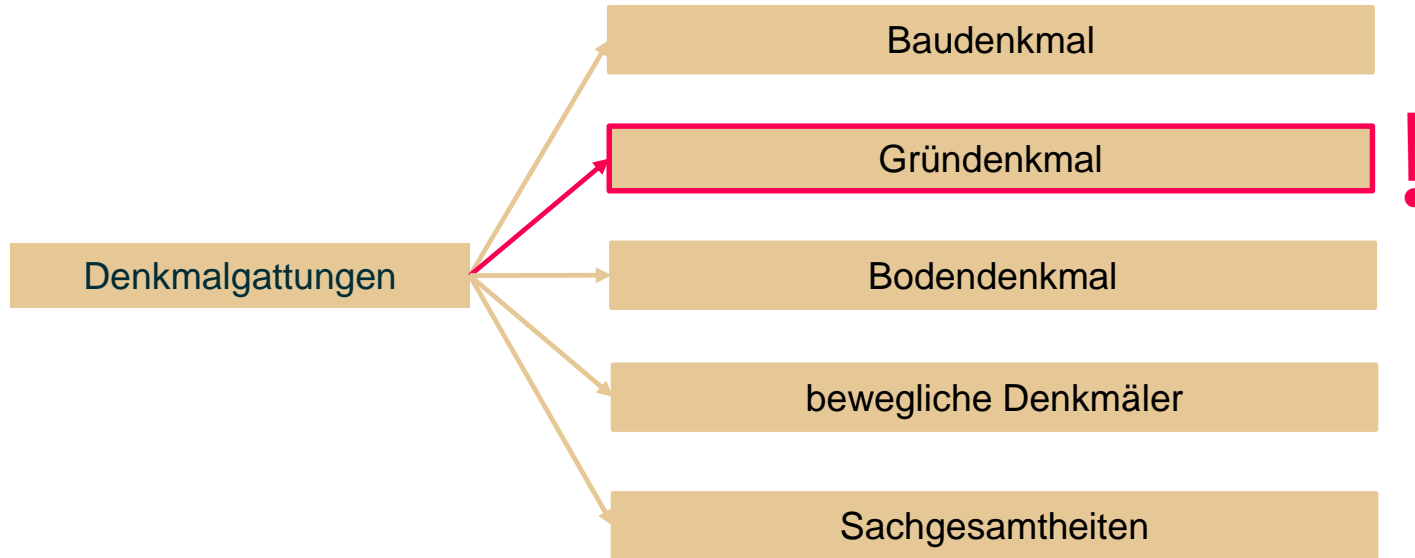 Baudenkmal
Gründenkmal
!
Denkmalgattungen
Bodendenkmal
bewegliche Denkmäler
Sachgesamtheiten